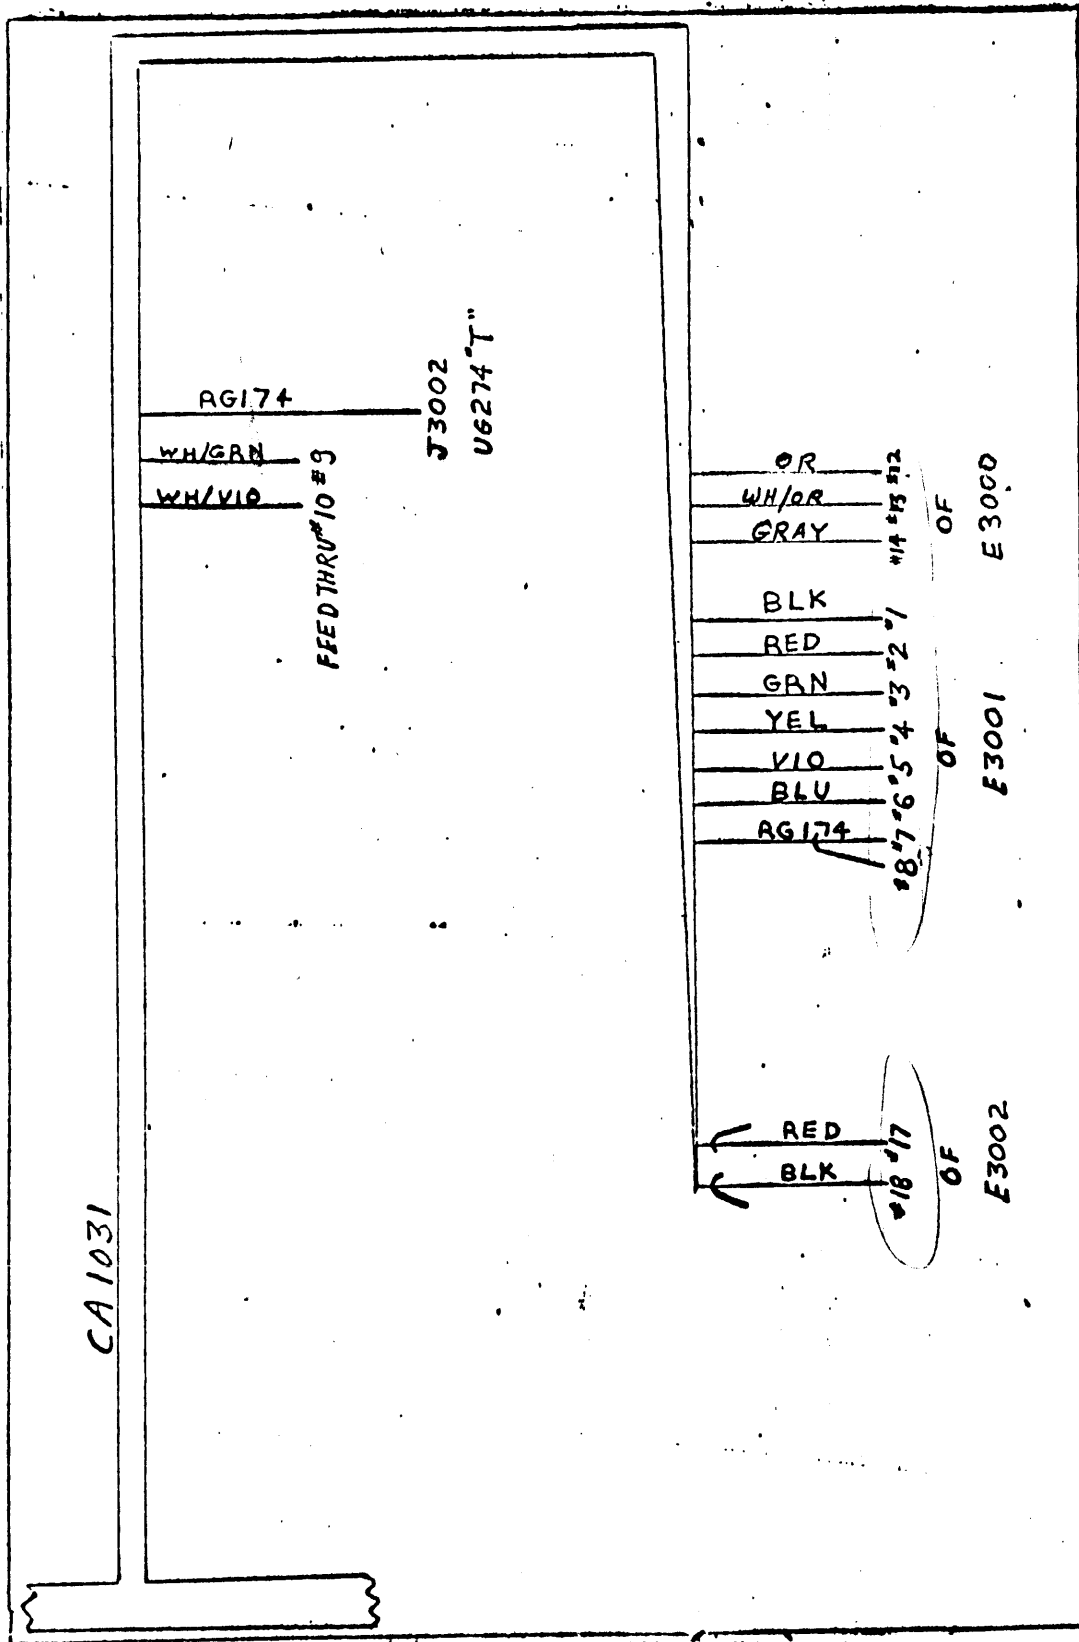 CA1031
RG174
J3002
UG274 "T"
WH/GRN
WH/VIO
FEEDTHRU #10 #9
OR
WH/OR
GRAY
#14 #13 #12
OF
E3000
BLK
RED
GRN
YEL
VIO
BLU
RG174
#8 #7 #6 #5 #4 #3 #2 #1
OF
E3001
RED
BLK
#18 #17
OF
E3002